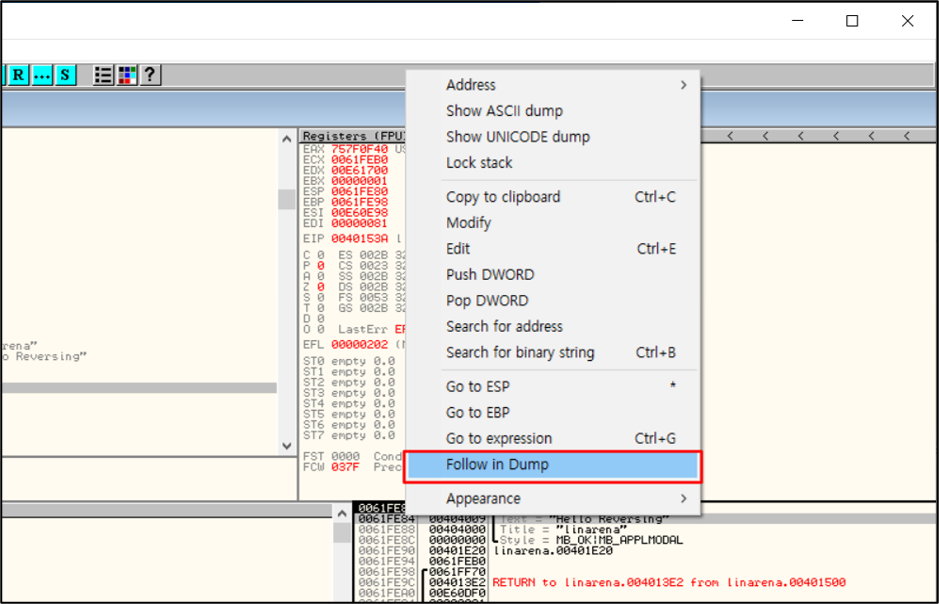 R ... S ?
Address >
Show ASCII dump
Show UNICODE dump
Lock stack
Copy to clipboard Ctrl+C
Modify
Edit Ctrl+E
Push DWORD
Pop DWORD
Search for address
Search for binary string Ctrl+B
Go to ESP *
Go to EBP
Go to expression Ctrl+G
Follow in Dump
Appearance >
Registers (FPU) < < < < < <
EAX 757F0F40 US
ECX 0061FEB0
EDX 00E61700
EBX 00000001
ESP 0061FE80
EBP 0061FE98
ESI 00E60E98
EDI 00000081
EIP 0040153A l
C 0 ES 002B 32
P 0 CS 0023 32
A 0 SS 002B 32
Z 0 DS 002B 32
S 0 FS 0053 32
T 0 GS 002B 32
D 0
O 0 LastErr ER
EFL 00000202 (N
ST0 empty 0.0
ST1 empty 0.0
ST2 empty 0.0
ST3 empty 0.0
ST4 empty 0.0
ST5 empty 0.0
ST6 empty 0.0
ST7 empty 0.0
FST 0000 Cond
FCW 037F Prec
rena"
o Reversing"
0061FE8
0061FE84 00404009 Text = "Hello Reversing"
0061FE88 00404000 Title = "linarena"
0061FE8C 00000000 Style = MB_OK|MB_APPLMODAL
0061FE90 00401E20 linarena.00401E20
0061FE94 0061FEB0
0061FE98 0061FF70
0061FE9C 004013E2 RETURN to linarena.004013E2 from linarena.00401500
0061FEA0 00E60DF0